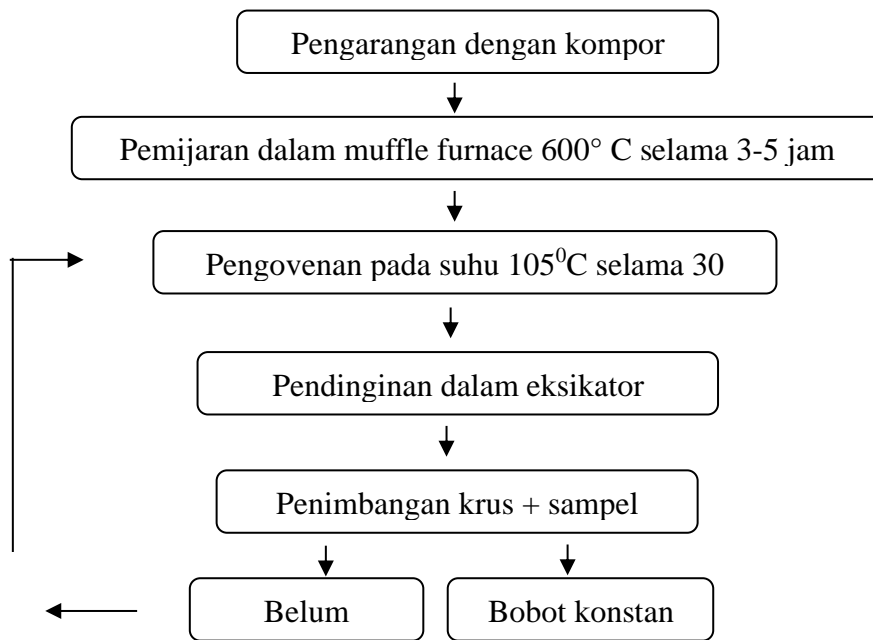 Pengarangan dengan kompor
Pemijaran dalam muffle furnace 600° C selama 3-5 jam
Pengovenan pada suhu 105⁰C selama 30
Pendinginan dalam eksikator
Penimbangan krus + sampel
Belum
Bobot konstan